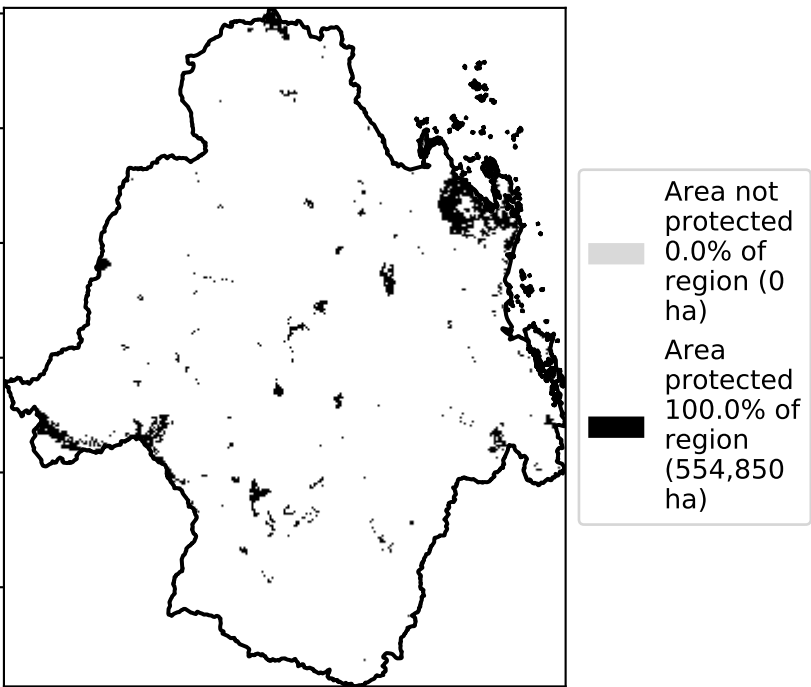 Area not
protected
0.0% of
region (0
ha)
Area
protected
100.0% of
region
(554,850
ha)